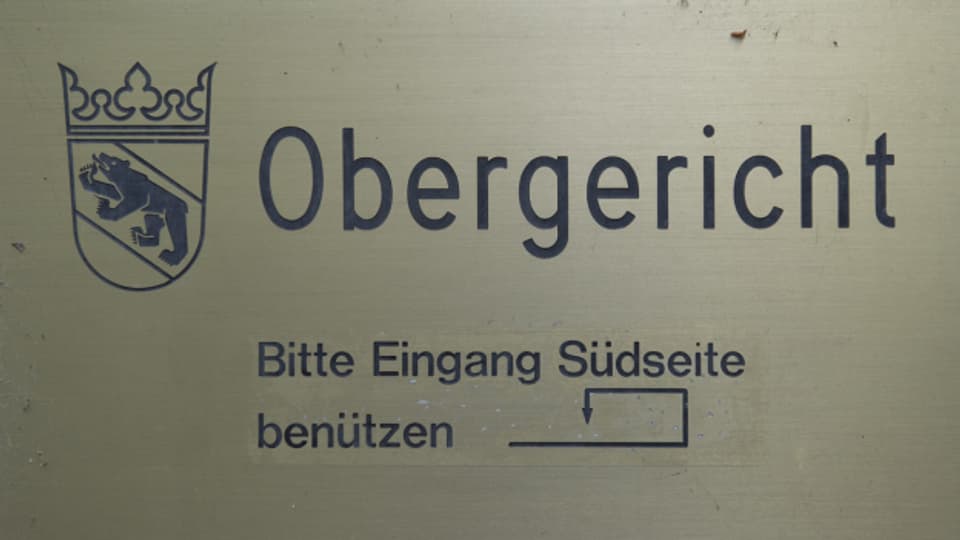 Obergericht
Bitte Eingang Südseite
benützen